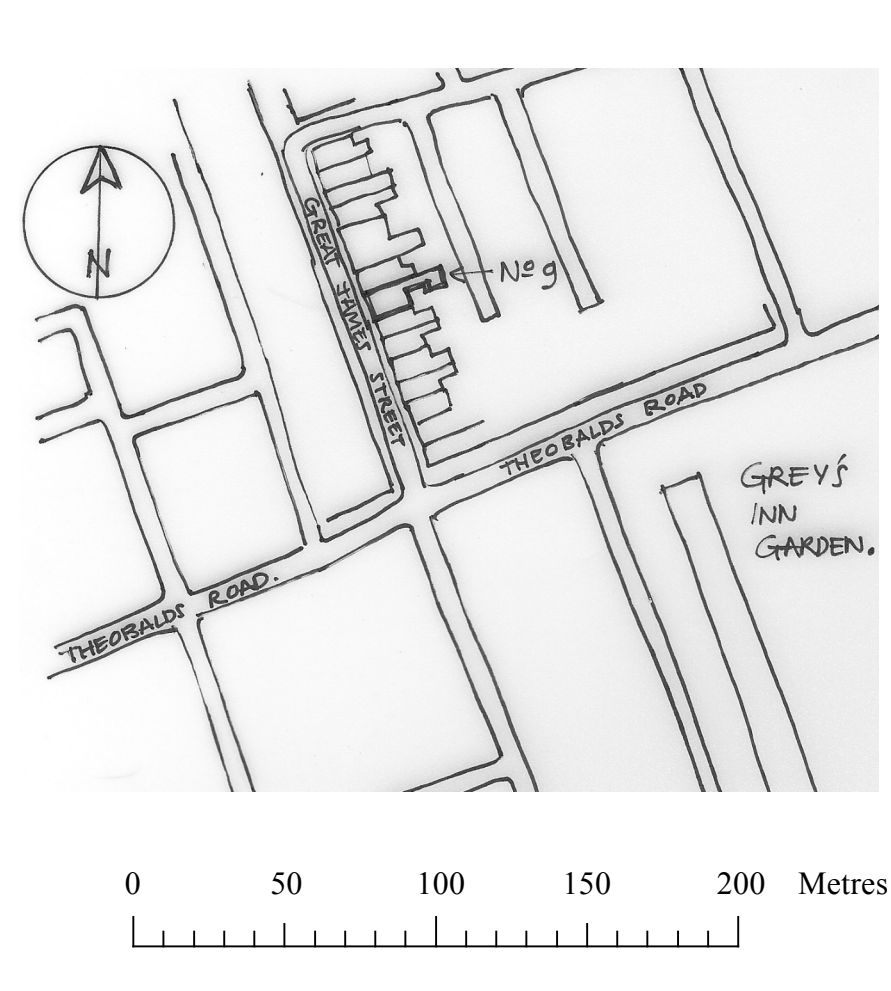 N
GREAT JAMES STREET
Nº 9
THEOBALDS ROAD
GREY'S
INN
GARDEN.
THEOBALDS ROAD.
0 50 100 150 200 Metres